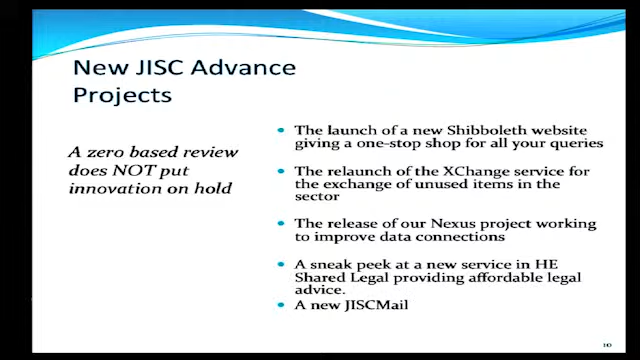 New JISC Advance
Projects
A zero based review
does NOT put
innovation on hold
The launch of a new Shibboleth website
giving a one-stop shop for all your queries
The relaunch of the XChange service for
the exchange of unused items in the
sector
The release of our Nexus project working
to improve data connections
A sneak peek at a new service in HE
Shared Legal providing affordable legal
advice.
A new JISCMail
10